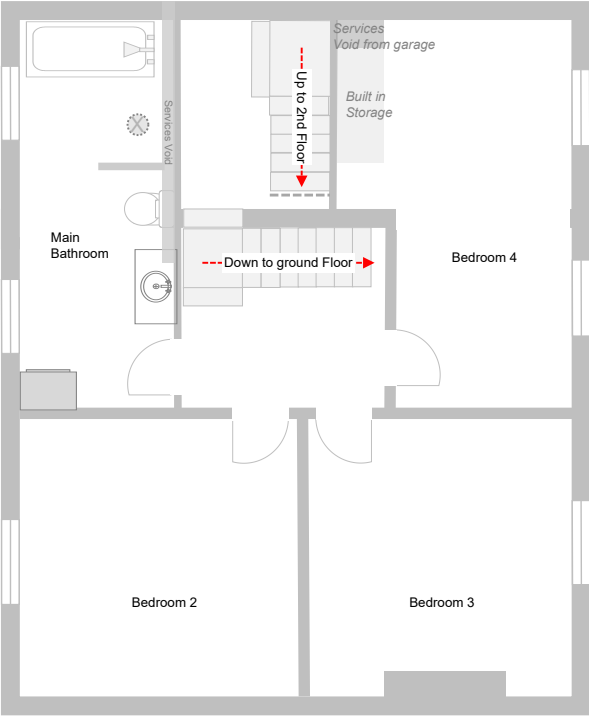 Services
Void from garage
Built in
Storage
Up to 2nd Floor
Services Void
Main
Bathroom
Down to ground Floor
Bedroom 4
Bedroom 2
Bedroom 3